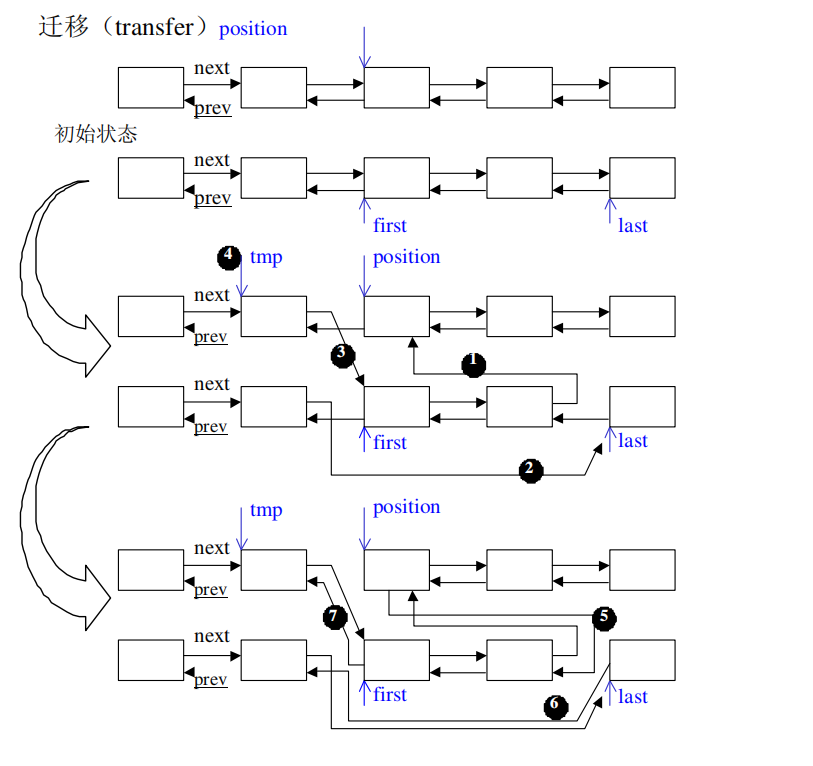 迁移（transfer）position
next
prev
初始状态
next
prev
first last
4 tmp position
next
prev
3 1
next
prev
first last
2
tmp position
next
prev
7 5
next
prev
first last
6